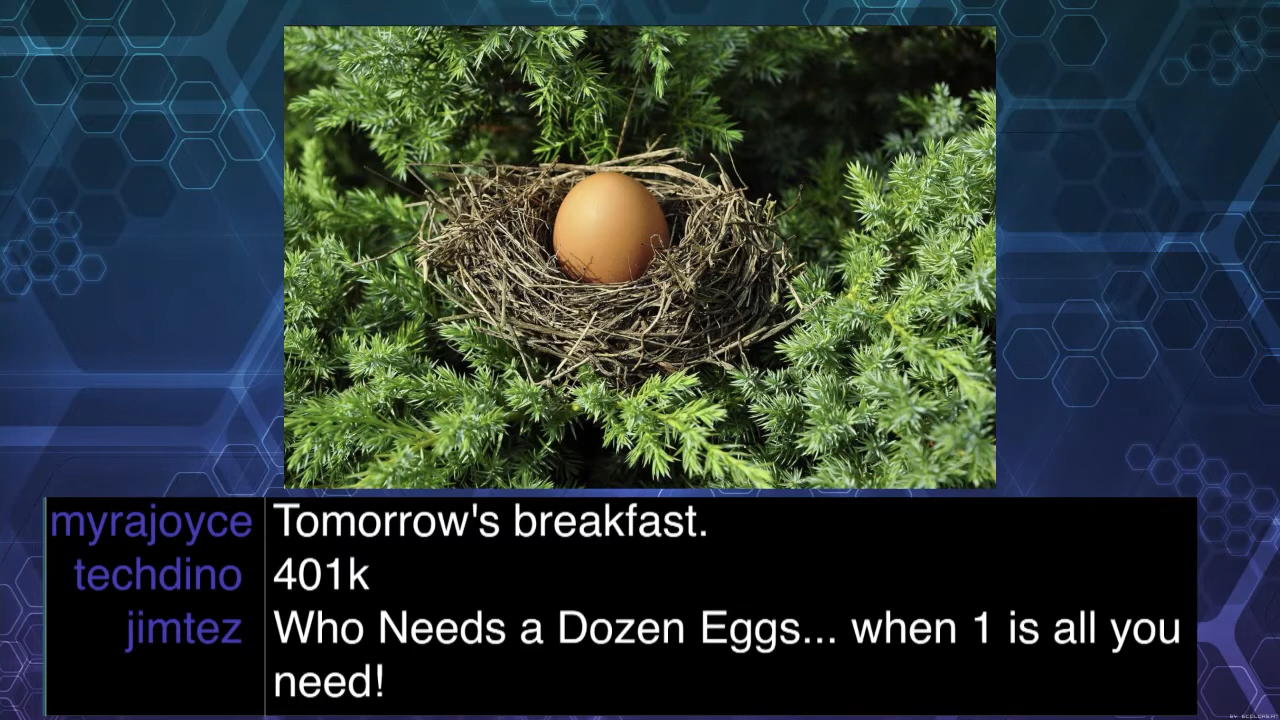 myrajoyce Tomorrow's breakfast.
techdino 401k
jimtez Who Needs a Dozen Eggs... when 1 is all you
need!